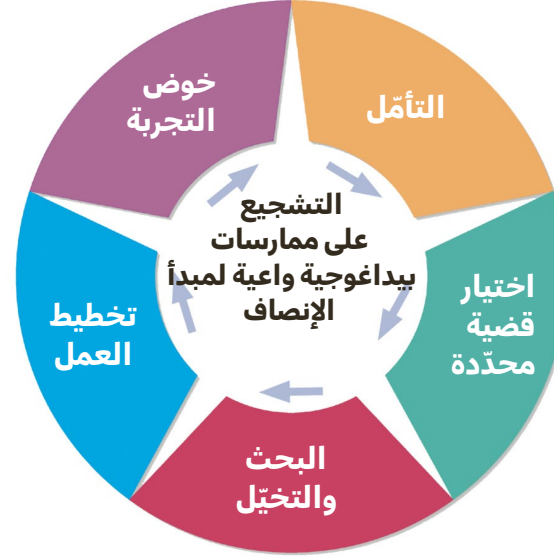 التأمّل
اختيار
قضية
محدّدة
البحث
والتخيّل
تخطيط
العمل
خوض
التجربة
التشجيع
على ممارسات
بيداغوجية واعية لمبدأ
الإنصاف